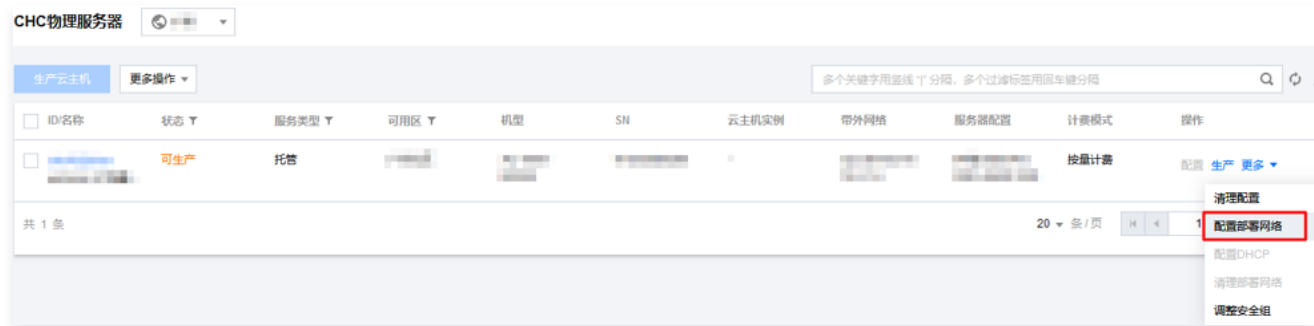 CHC物理服务器
生产云主机 更多操作 多个关键字用竖线 "|" 分隔，多个过滤标签用回车键分隔
ID/名称 状态 服务类型 可用区 机型 SN 云主机实例 带外网络 服务器配置 计费模式 操作
可生产 托管 按量计费 配置 生产 更多
清理配置
共 1 条 20 条/页 1 配置部署网络
配置DHCP
清理部署网络
调整安全组